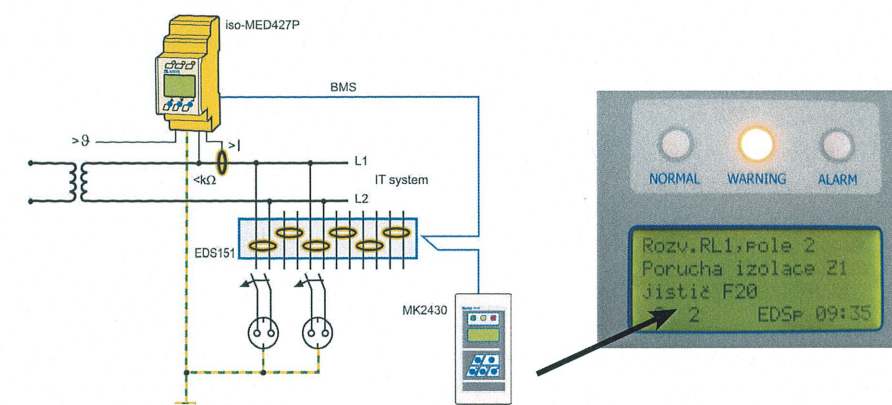 iso-MED427P
BMS
>ϑ
>I
L1
<kΩ
IT system
L2
EDS151
MK2430
NORMAL WARNING ALARM
Rozv.RL1,pole 2
Porucha izolace Z1
jistič F20
2 EDSp 09:35